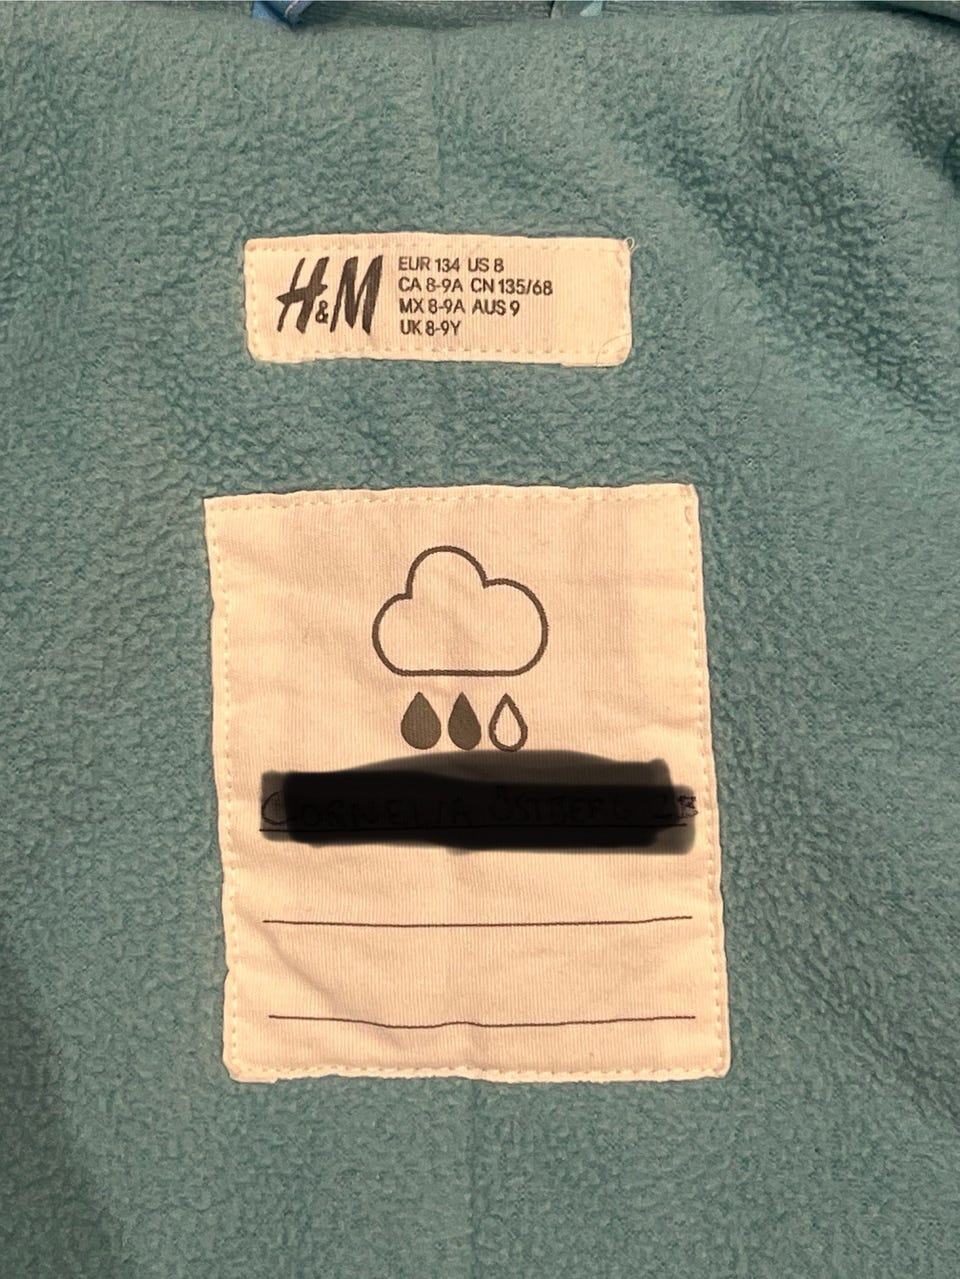 H&M
EUR 134 US 8
CA 8-9A CN 135/68
MX 8-9A AUS 9
UK 8-9Y